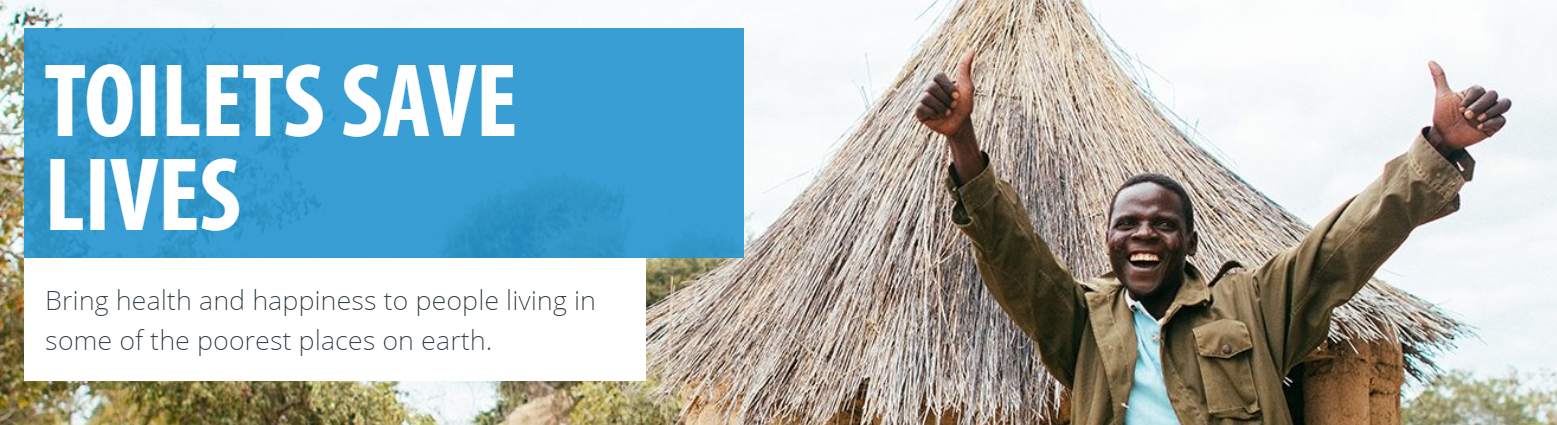 TOILETS SAVE
LIVES
Bring health and happiness to people living in
some of the poorest places on earth.